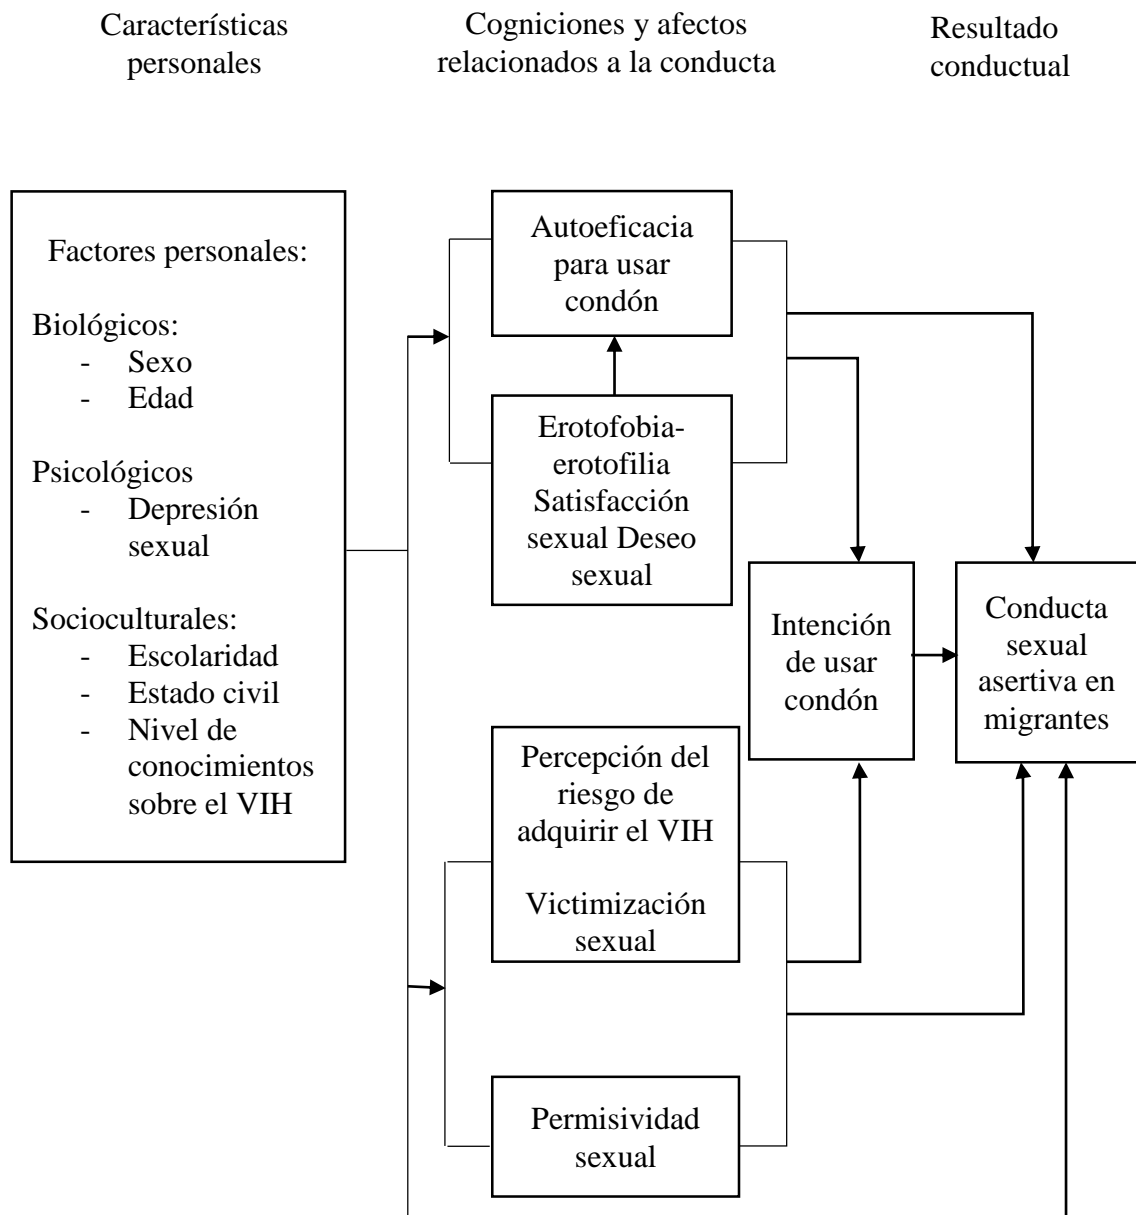 Características
personales
Cogniciones y afectos
relacionados a la conducta
Resultado
conductual
Factores personales:
Biológicos:
- Sexo
- Edad
Psicológicos
- Depresión
sexual
Socioculturales:
- Escolaridad
- Estado civil
- Nivel de
conocimientos
sobre el VIH
Autoeficacia
para usar
condón
Erotofobia-
erotofilia
Satisfacción
sexual Deseo
sexual
Percepción del
riesgo de
adquirir el VIH
Victimización
sexual
Permisividad
sexual
Intención
de usar
condón
Conducta
sexual
asertiva en
migrantes